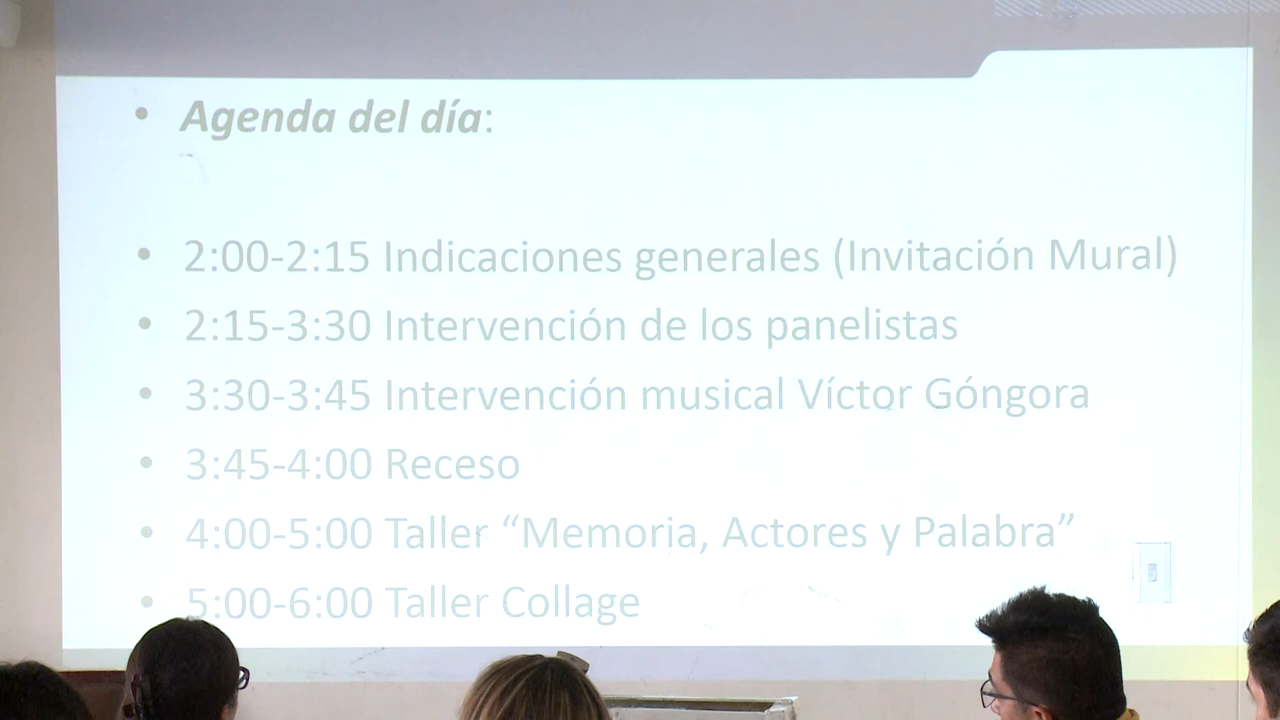 • Agenda del día:
• 2:00-2:15 Indicaciones generales (Invitación Mural)
• 2:15-3:30 Intervención de los panelistas
• 3:30-3:45 Intervención musical Víctor Góngora
• 3:45-4:00 Receso
• 4:00-5:00 Taller “Memoria, Actores y Palabra”
• 5:00-6:00 Taller Collage